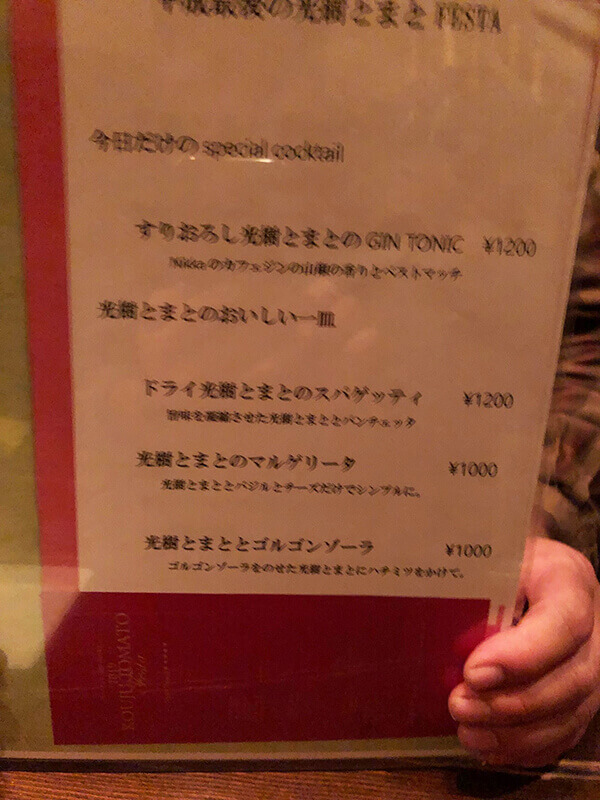 平成最後の光樹とまと FESTA
今日だけの special cocktail
すりおろし光樹とまとの GIN TONIC ¥1200
Nikka のカフェジンの山椒の香りとベストマッチ
光樹とまとのおいしい一皿
ドライ光樹とまとのスパゲッティ ¥1200
旨味を凝縮させた光樹とまととパンチェッタ
光樹とまとのマルゲリータ ¥1000
光樹とまととバジルとチーズだけでシンプルに。
光樹とまととゴルゴンゾーラ ¥1000
ゴルゴンゾーラをのせた光樹とまとにハチミツをかけて。
KOUJU TOMATO